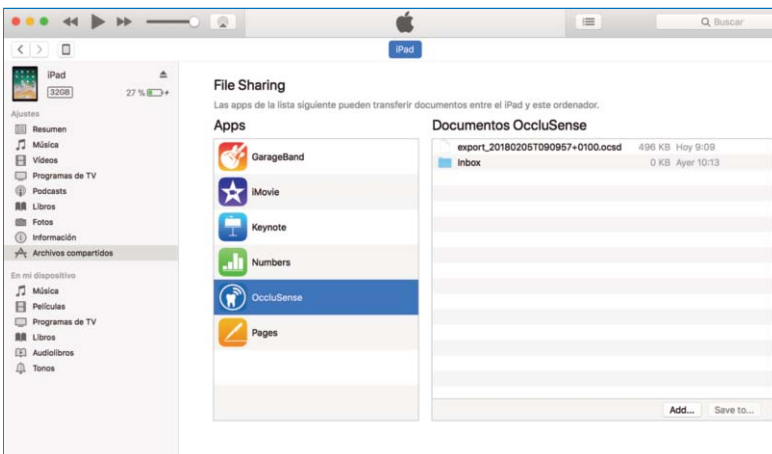 Buscar
iPad
iPad
32GB
27 %
Ajustes
Resumen
Música
Vídeos
Programas de TV
Podcasts
Libros
Fotos
Información
Archivos compartidos
En mi dispositivo
Música
Películas
Programas de TV
Libros
Audiolibros
Tonos
File Sharing
Las apps de la lista siguiente pueden transferir documentos entre el iPad y este ordenador.
Apps
GarageBand
iMovie
Keynote
Numbers
OccluSense
Pages
Documentos OccluSense
export_20180205T090957+0100.ocsd 496 KB Hoy 9:09
Inbox 0 KB Ayer 10:13
Add... Save to...